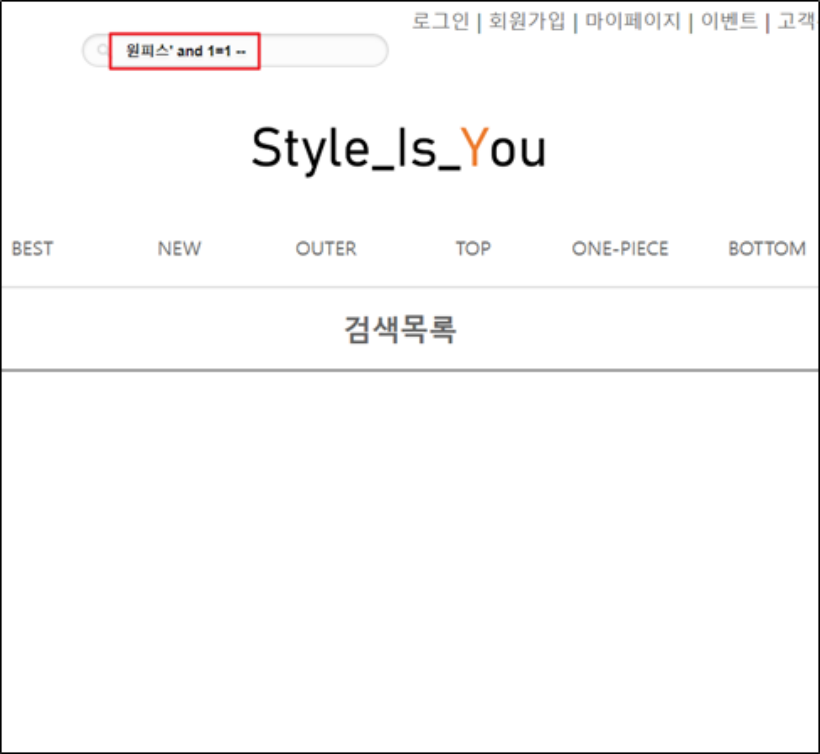 로그인 | 회원가입 | 마이페이지 | 이벤트 | 고객
원피스' and 1=1 --
Style_Is_You
BEST NEW OUTER TOP ONE-PIECE BOTTOM
검색목록